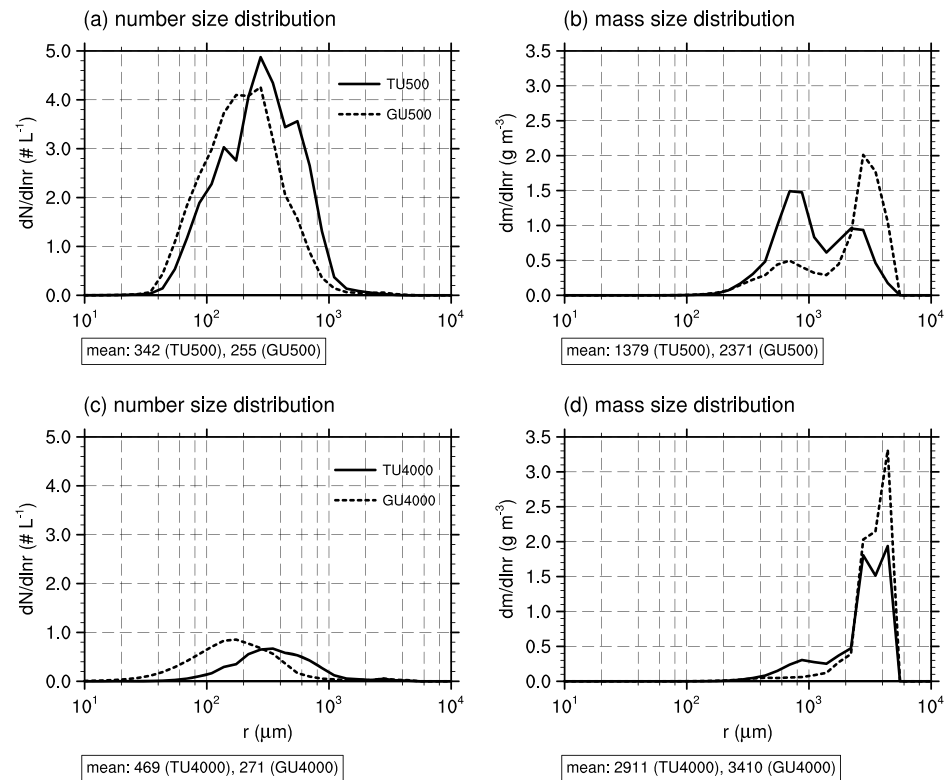 (a) number size distribution
5.0
4.0
3.0
2.0
1.0
0.0
dN/dlnr (# L⁻¹)
TU500
GU500
10¹ 10² 10³ 10⁴
mean: 342 (TU500), 255 (GU500)
(b) mass size distribution
3.5
3.0
2.5
2.0
1.5
1.0
0.5
0.0
dm/dlnr (g m⁻³)
10¹ 10² 10³ 10⁴
mean: 1379 (TU500), 2371 (GU500)
(c) number size distribution
5.0
4.0
3.0
2.0
1.0
0.0
dN/dlnr (# L⁻¹)
TU4000
GU4000
10¹ 10² 10³ 10⁴
r (μm)
mean: 469 (TU4000), 271 (GU4000)
(d) mass size distribution
3.5
3.0
2.5
2.0
1.5
1.0
0.5
0.0
dm/dlnr (g m⁻³)
10¹ 10² 10³ 10⁴
r (μm)
mean: 2911 (TU4000), 3410 (GU4000)